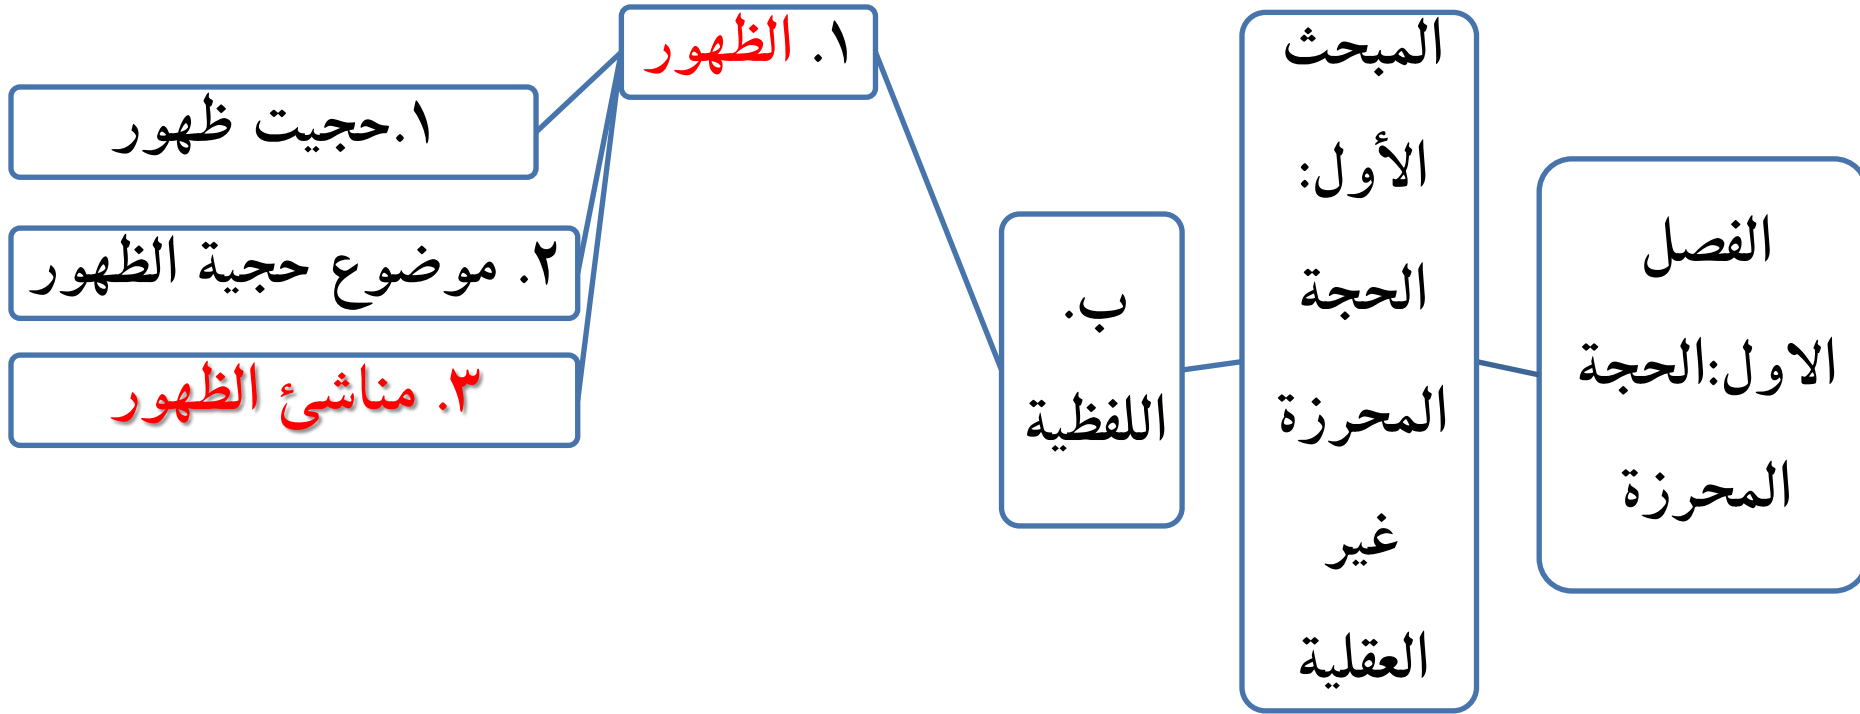 الفصل
الاول:الحجة
المحرزة
المبحث
الأول:
الحجة
المحرزة
غير
العقلية
ب.
اللفظية
١. الظهور
١.حجيت ظهور
٢. موضوع حجية الظهور
٣. مناشئ الظهور